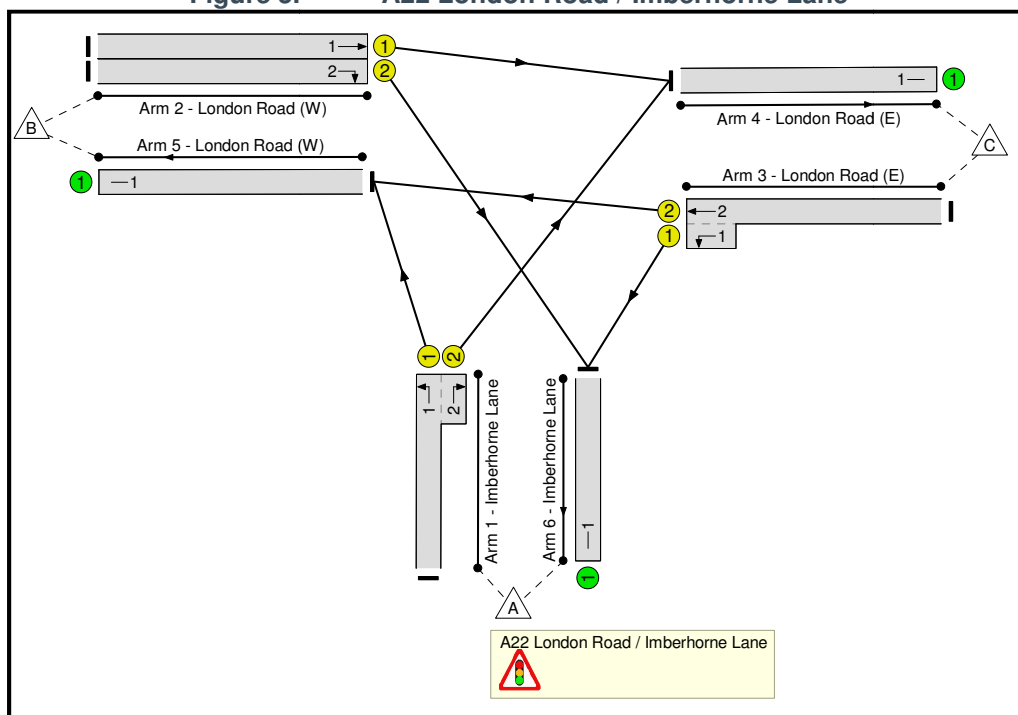 Figure 3. A22 London Road / Imberhorne Lane
1
1
2
2
Arm 2 - London Road (W)
B
Arm 5 - London Road (W)
1
1
1
1
Arm 4 - London Road (E)
C
Arm 3 - London Road (E)
2
2
1
1
1
2
1
2
Arm 1 - Imberhorne Lane
Arm 6 - Imberhorne Lane
1
1
A
A22 London Road / Imberhorne Lane